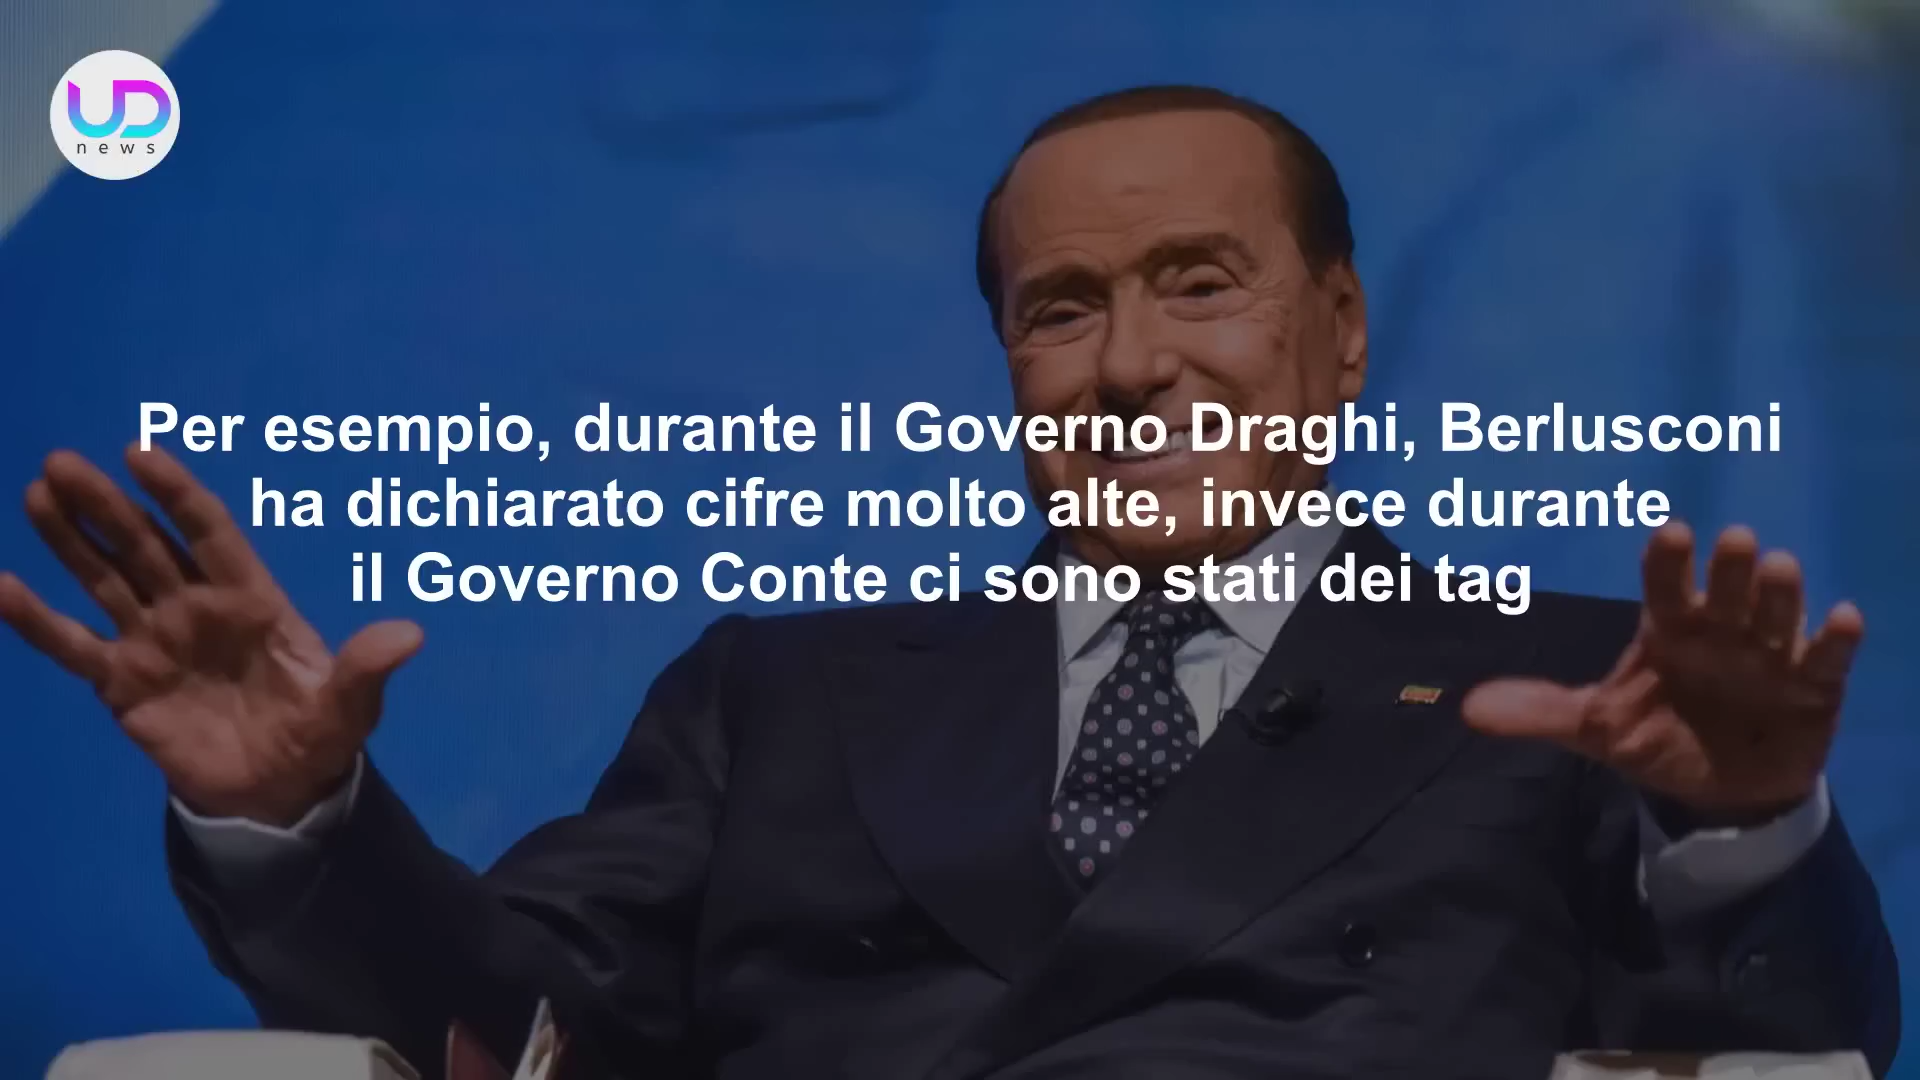 UD
news
Per esempio, durante il Governo Draghi, Berlusconi
ha dichiarato cifre molto alte, invece durante
il Governo Conte ci sono stati dei tag